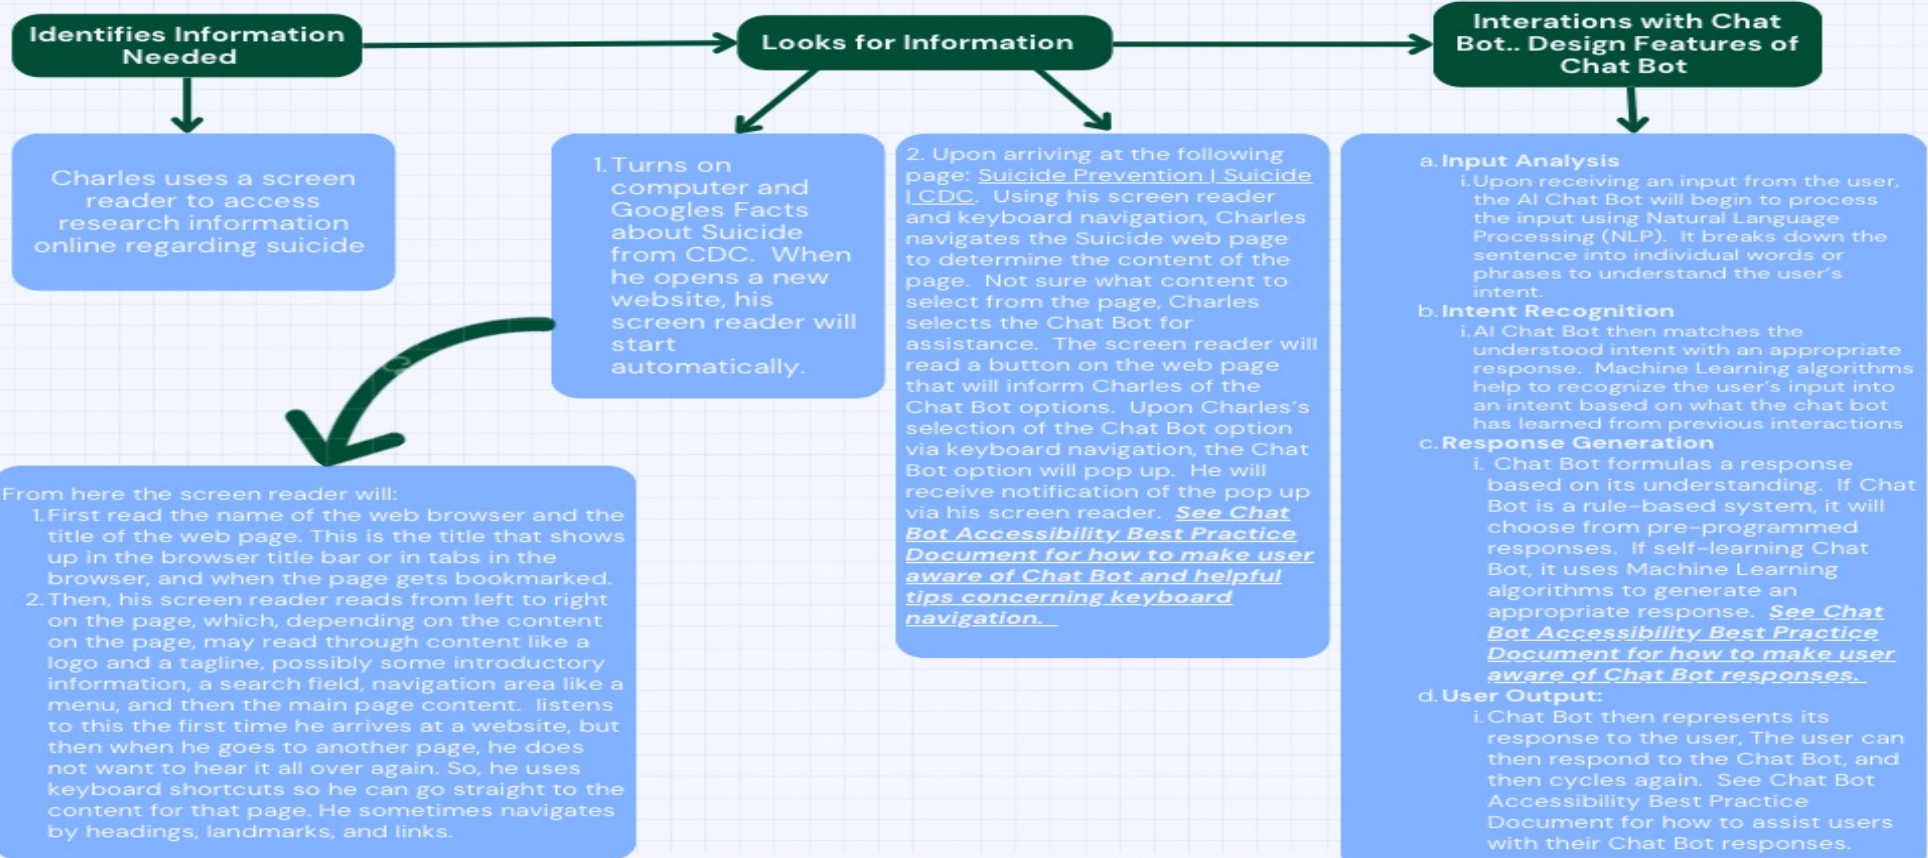 Identifies Information
Needed
Looks for Information
Interations with Chat
Bot.. Design Features of
Chat Bot
Charles uses a screen
reader to access
research information
online regarding suicide
1. Turns on
computer and
Googles Facts
about Suicide
from CDC. When
he opens a new
website, his
screen reader will
start
automatically.
From here the screen reader will:
1. First read the name of the web browser and the
title of the web page. This is the title that shows
up in the browser title bar or in tabs in the
browser, and when the page gets bookmarked.
2. Then, his screen reader reads from left to right
on the page, which, depending on the content
on the page, may read through content like a
logo and a tagline, possibly some introductory
information, a search field, navigation area like a
menu, and then the main page content. listens
to this the first time he arrives at a website, but
then when he goes to another page, he does
not want to hear it all over again. So, he uses
keyboard shortcuts so he can go straight to the
content for that page. He sometimes navigates
by headings, landmarks, and links.
2. Upon arriving at the following
page: Suicide Prevention | Suicide
| CDC. Using his screen reader
and keyboard navigation, Charles
navigates the Suicide web page
to determine the content of the
page. Not sure what content to
select from the page, Charles
selects the Chat Bot for
assistance. The screen reader will
read a button on the web page
that will inform Charles of the
Chat Bot options. Upon Charles's
selection of the Chat Bot option
via keyboard navigation, the Chat
Bot option will pop up. He will
receive notification of the pop up
via his screen reader. See Chat
Bot Accessibility Best Practice
Document for how to make user
aware of Chat Bot and helpful
tips concerning keyboard
navigation.
a. Input Analysis
i. Upon receiving an input from the user,
the AI Chat Bot will begin to process
the input using Natural Language
Processing (NLP). It breaks down the
sentence into individual words or
phrases to understand the user's
intent.
b. Intent Recognition
i. AI Chat Bot then matches the
understood intent with an appropriate
response. Machine Learning algorithms
help to recognize the user's input into
an intent based on what the chat bot
has learned from previous interactions
c. Response Generation
i. Chat Bot formulas a response
based on its understanding. If Chat
Bot is a rule-based system, it will
choose from pre-programmed
responses. If self-learning Chat
Bot, it uses Machine Learning
algorithms to generate an
appropriate response. See Chat
Bot Accessibility Best Practice
Document for how to make user
aware of Chat Bot responses.
d. User Output:
i. Chat Bot then represents its
response to the user, The user can
then respond to the Chat Bot, and
then cycles again. See Chat Bot
Accessibility Best Practice
Document for how to assist users
with their Chat Bot responses.